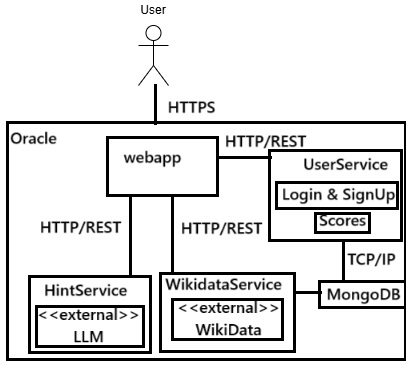 User
HTTPS
Oracle
webapp
HTTP/REST
UserService
Login & SignUp
Scores
HTTP/REST
HTTP/REST
TCP/IP
HintService
<<external>>
LLM
WikidataService
<<external>>
WikiData
MongoDB